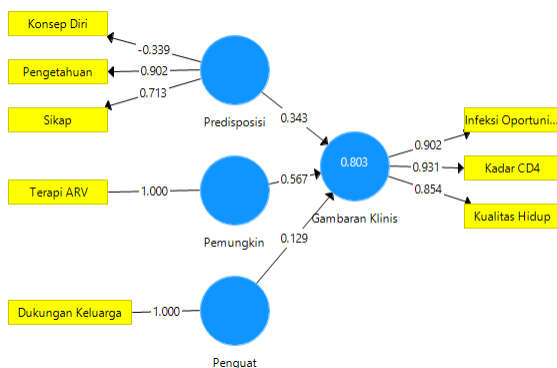 Konsep Diri
-0.339
Pengetahuan
0.902
0.713
Sikap
Predisposisi
0.343
Infeksi Oportuni...
0.902
0.803
0.931
Kadar CD4
0.854
Kualitas Hidup
Gambaran Klinis
Terapi ARV
1.000
0.567
Pemungkin
0.129
Dukungan Keluarga
1.000
Penguat